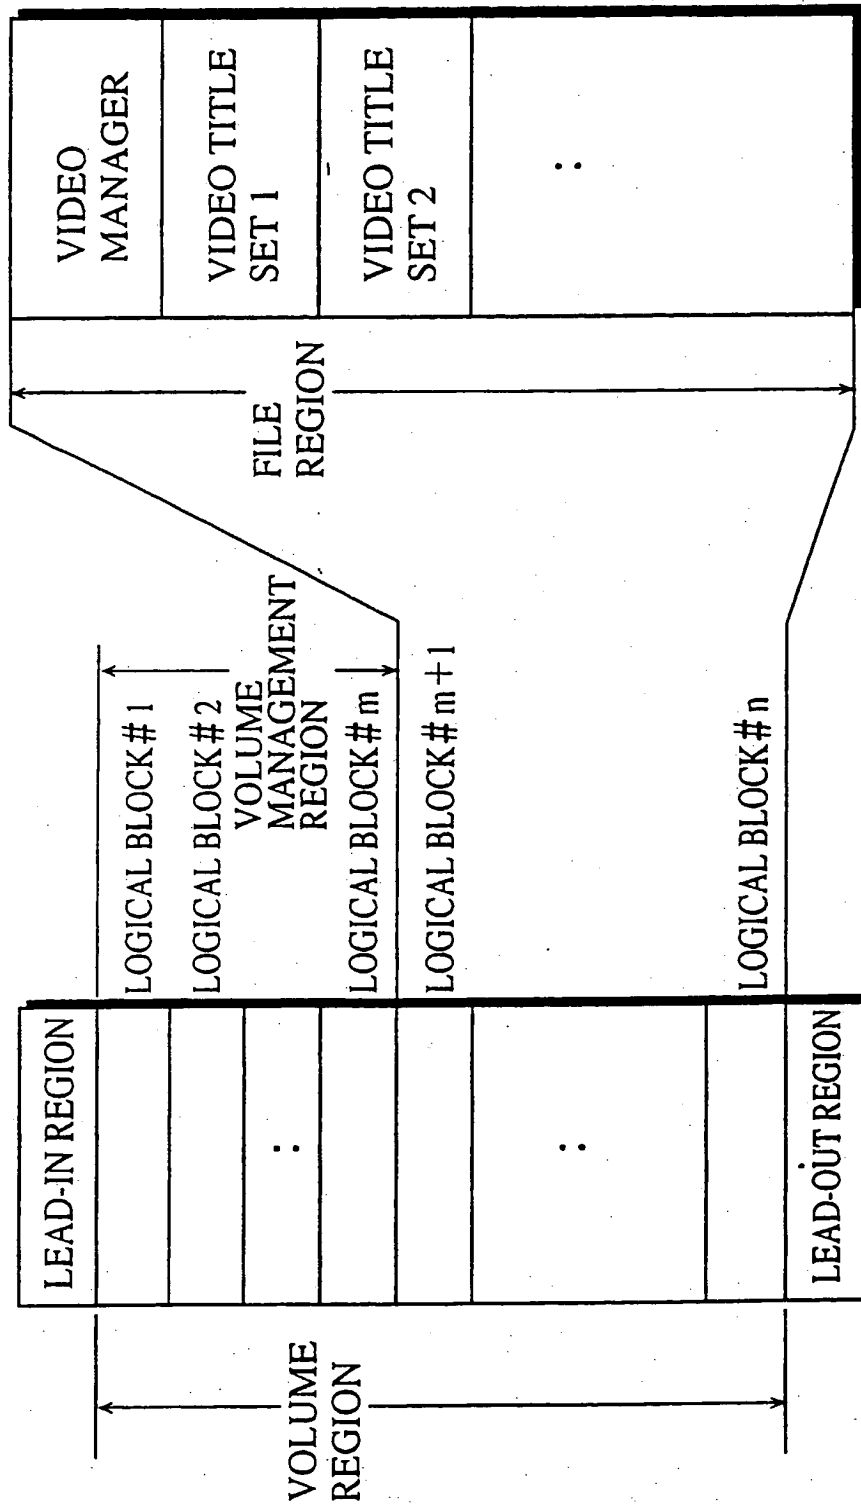 VOLUME
REGION
LEAD-IN REGION
:
:
LEAD-OUT REGION
LOGICAL BLOCK#1
LOGICAL BLOCK#2
VOLUME
MANAGEMENT
REGION
LOGICAL BLOCK#m
LOGICAL BLOCK#m+1
LOGICAL BLOCK#n
FILE
REGION
VIDEO
MANAGER
VIDEO TITLE
SET 1
VIDEO TITLE
SET 2
: